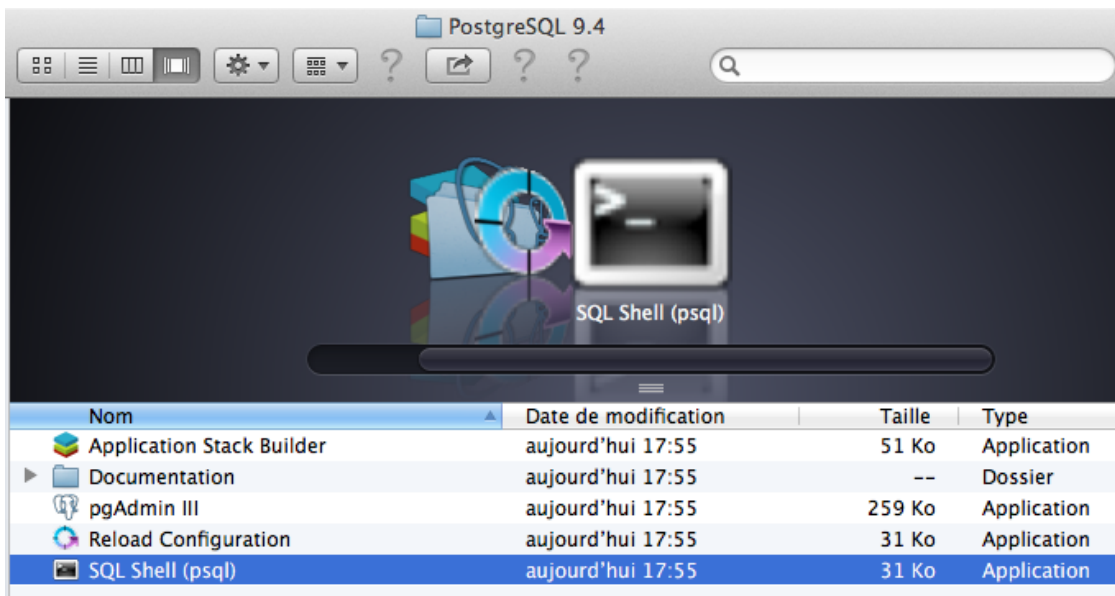 PostgreSQL 9.4
? ? ?
>_
SQL Shell (psql)
Nom Date de modification Taille Type
Application Stack Builder aujourd'hui 17:55 51 Ko Application
Documentation aujourd'hui 17:55 -- Dossier
pgAdmin III aujourd'hui 17:55 259 Ko Application
Reload Configuration aujourd'hui 17:55 31 Ko Application
SQL Shell (psql) aujourd'hui 17:55 31 Ko Application